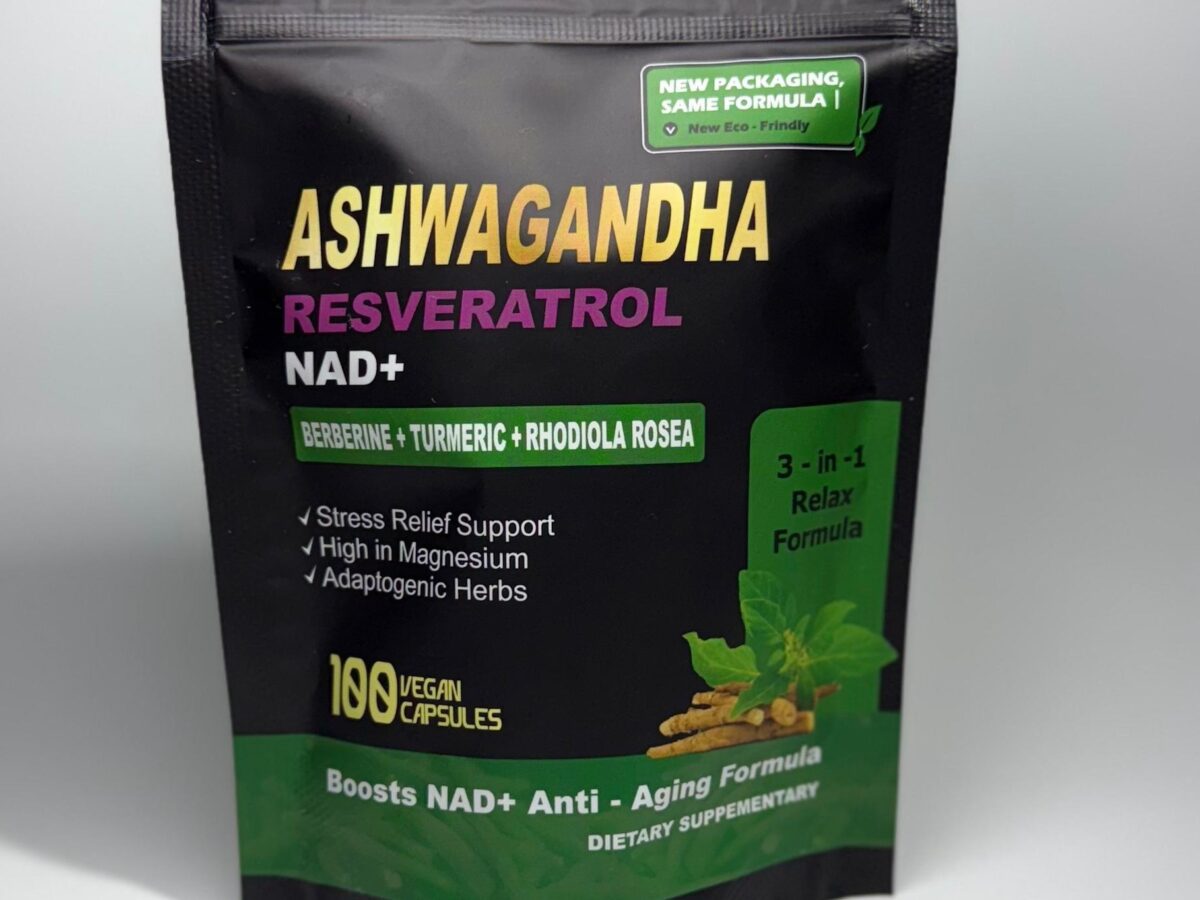 NEW PACKAGING,
SAME FORMULA |
New Eco - Frindly
ASHWAGANDHA
RESVERATROL
NAD+
BERBERINE + TURMERIC + RHODIOLA ROSEA
3 - in -1
Relax
Formula
✓ Stress Relief Support
✓ High in Magnesium
✓ Adaptogenic Herbs
100 VEGAN
CAPSULES
Boosts NAD+ Anti - Aging Formula
DIETARY SUPPEMENTARY